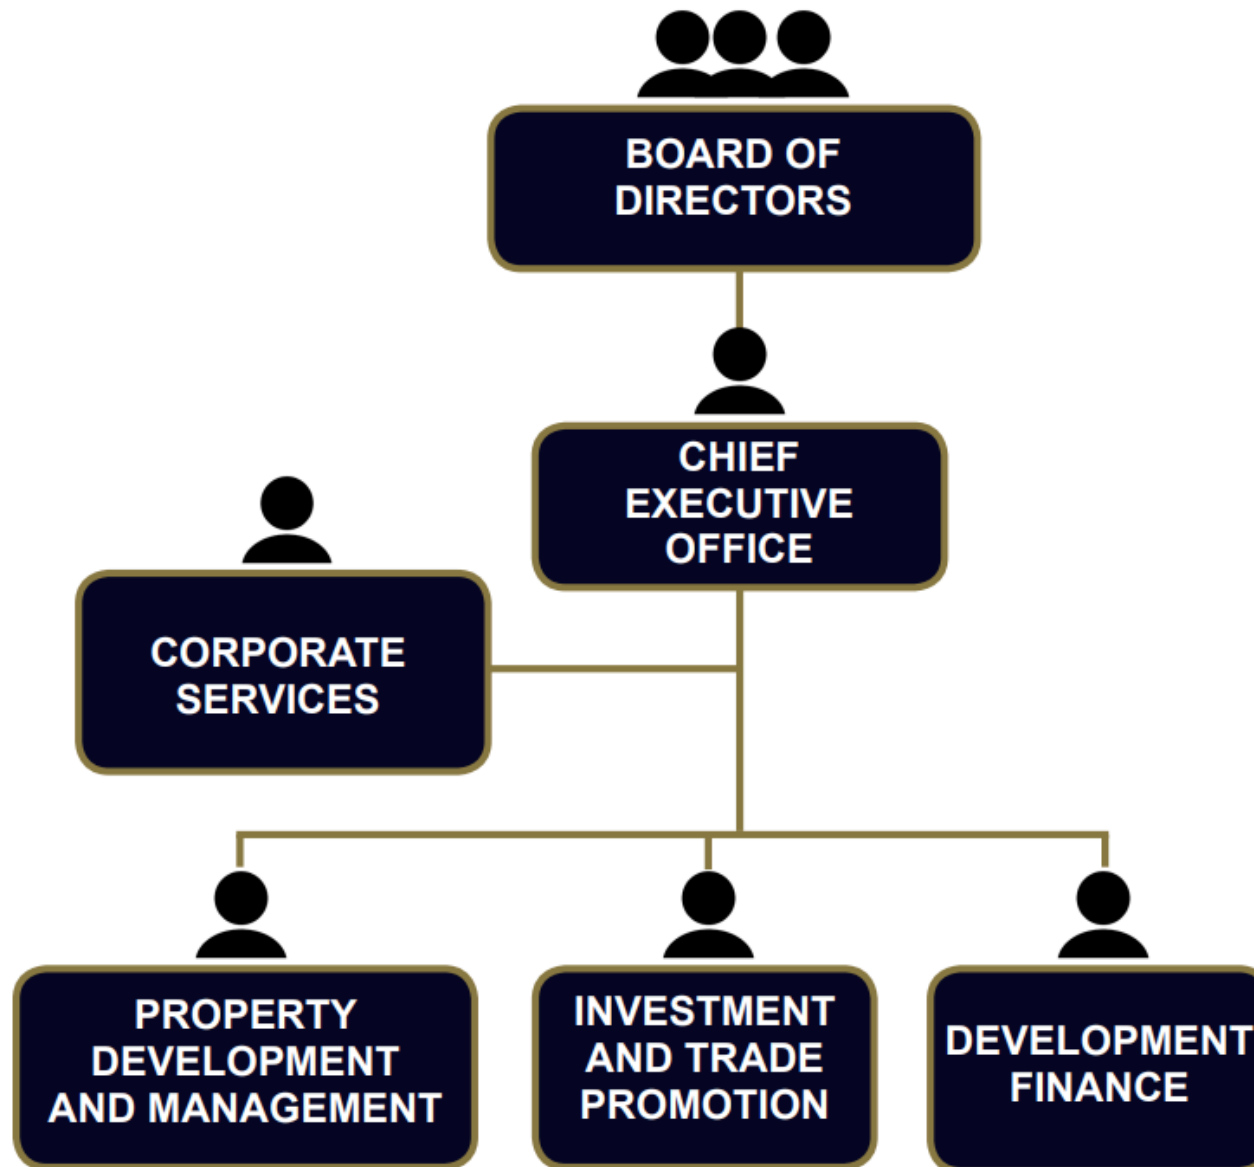 BOARD OF
DIRECTORS
CHIEF
EXECUTIVE
OFFICE
CORPORATE
SERVICES
PROPERTY
DEVELOPMENT
AND MANAGEMENT
INVESTMENT
AND TRADE
PROMOTION
DEVELOPMENT
FINANCE